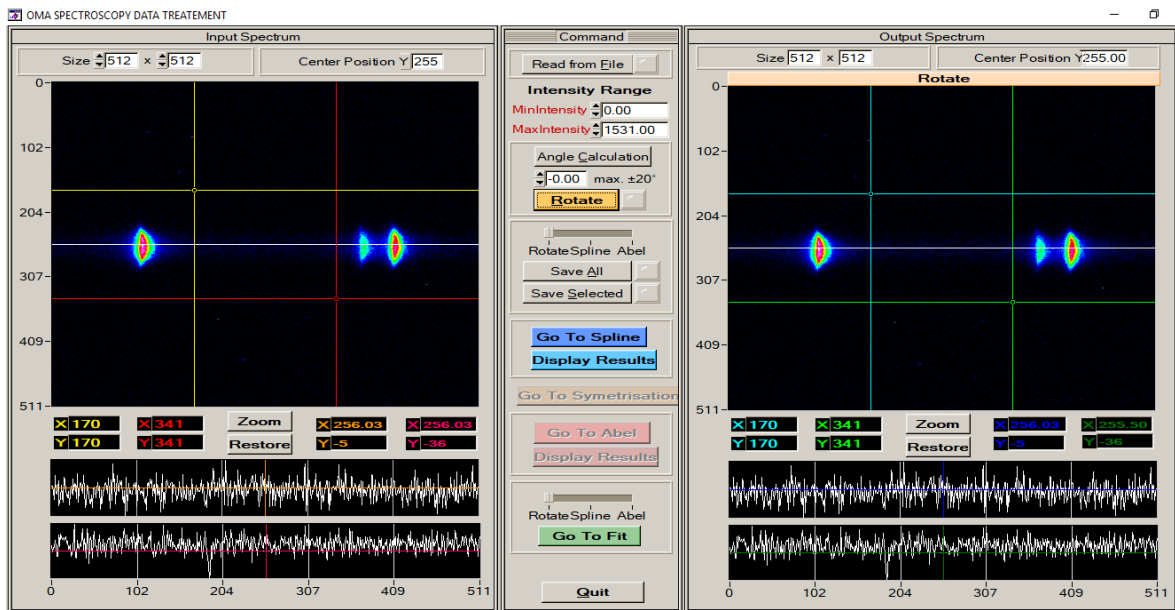 OMA SPECTROSCOPY DATA TREATEMENT
Input Spectrum
Size 512 x 512 Center Position Y 255
0
102
204
307
409
511
X 170 X 341 Zoom X 256.03 X 256.03
Y 170 Y 341 Restore Y -5 Y -36
0 102 204 307 409 511
Command
Read from File
Intensity Range
MinIntensity 0.00
MaxIntensity 1531.00
Angle Calculation
-0.00 max. ±20°
Rotate
Rotate Spline Abel
Save All
Save Selected
Go To Spline
Display Results
Go To Symetrisation
Go To Abel
Display Results
Rotate Spline Abel
Go To Fit
Quit
Output Spectrum
Size 512 x 512 Center Position Y 255.00
Rotate
0
102
204
307
409
511
X 170 X 341 Zoom X 256.03 X 255.50
Y 170 Y 341 Restore Y -5 Y -36
0 102 204 307 409 511